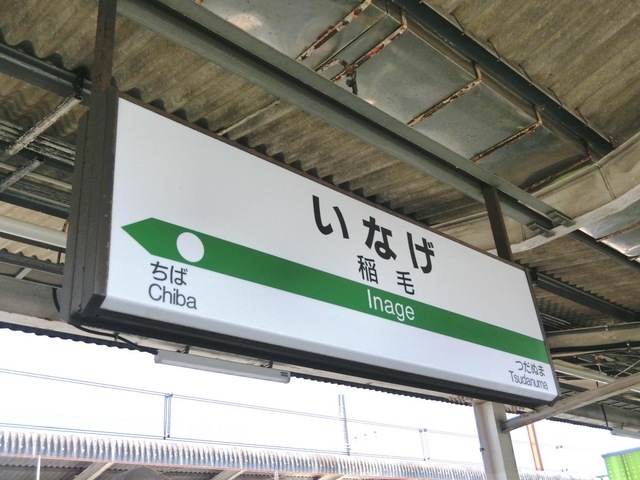 いなげ
稲毛
Inage
ちば
Chiba
つだぬま
Tsudanuma